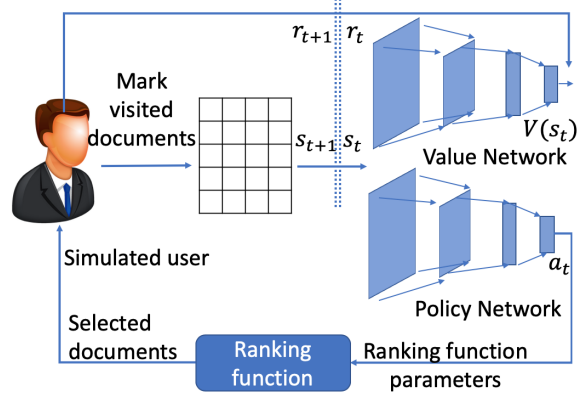 r_{t+1} r_t
Mark
visited
documents
s_{t+1} s_t
V(s_t)
Value Network
Simulated user
a_t
Policy Network
Selected
documents
Ranking
function
Ranking function
parameters